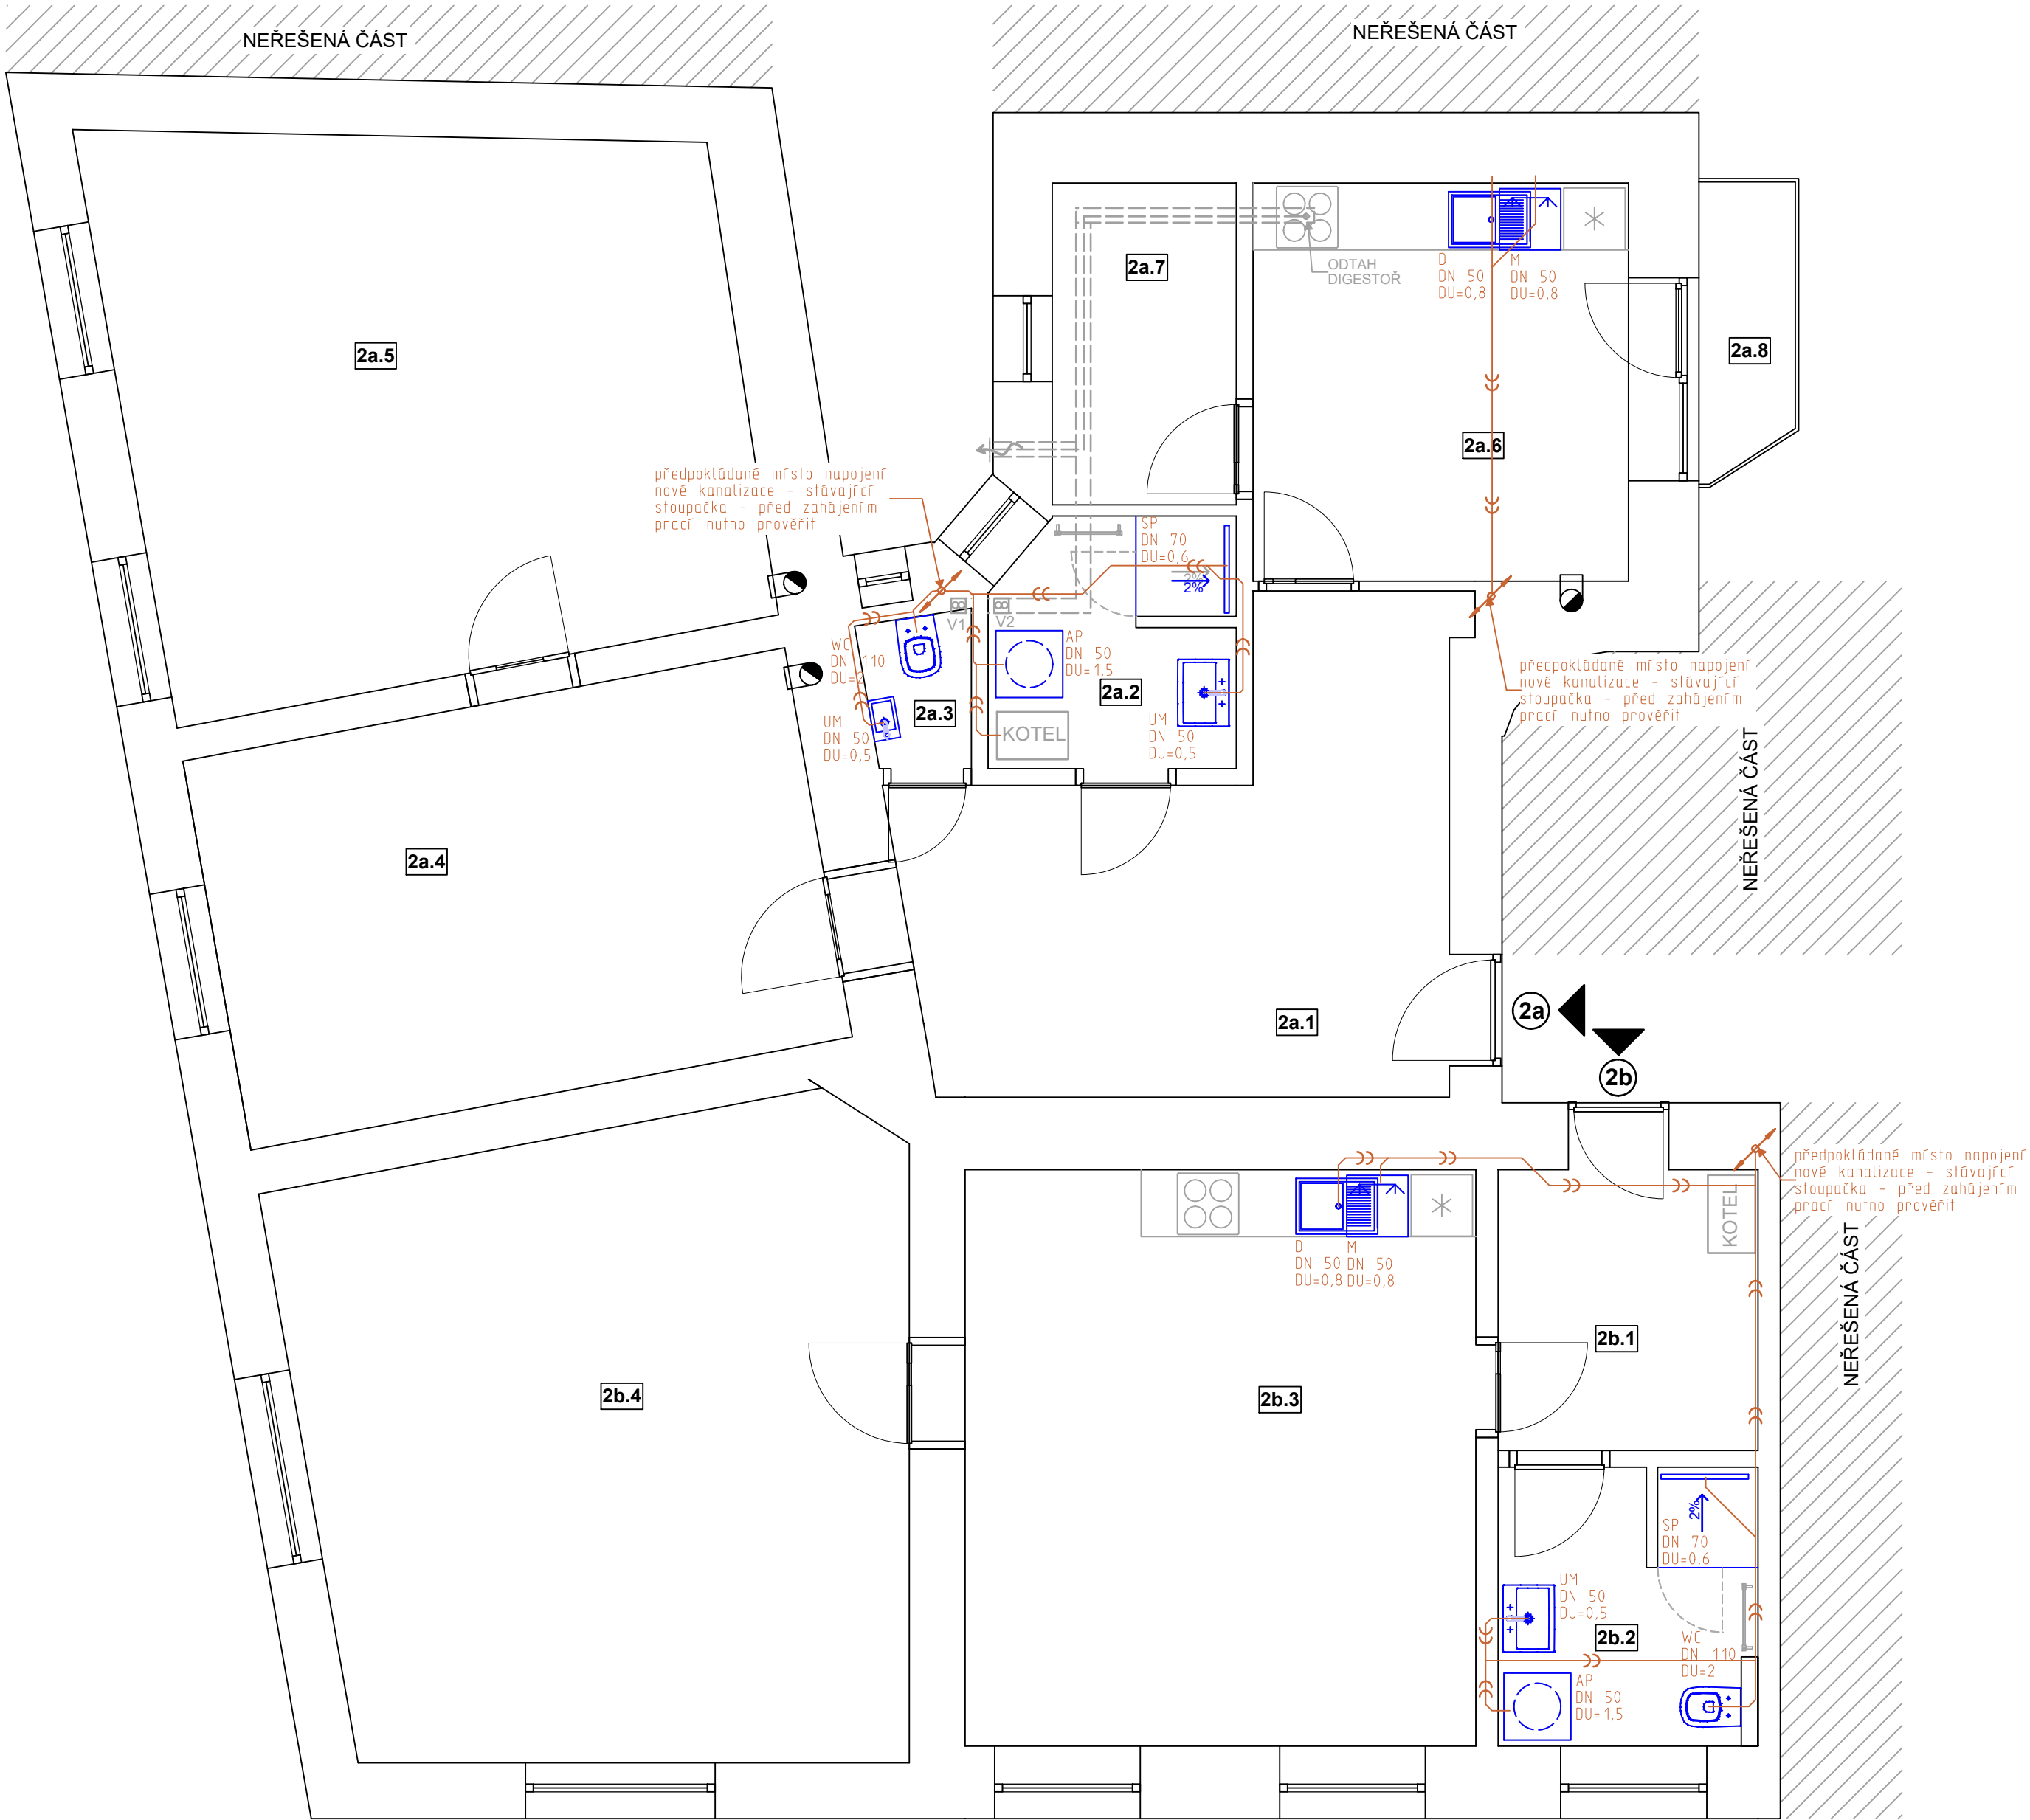 NEŘEŠENÁ ČÁST
NEŘEŠENÁ ČÁST
2a.7
ODTAH
DIGESTOŘ
D
DN 50
DU=0,8
M
DN 50
DU=0,8
2a.5
2a.8
2a.6
předpokládané místo napojení
nové kanalizace - stávající
stoupačka - před zahájením
prací nutno prověřit
SP
DN 70
DU=0,6
2%
2%
V1
V2
WC
DN 110
DU=2
AP
DN 50
DU=1,5
2a.2
2a.3
UM
DN 50
DU=0,5
KOTEL
UM
DN 50
DU=0,5
předpokládané místo napojení
nové kanalizace - stávající
stoupačka - před zahájením
prací nutno prověřit
NEŘEŠENÁ ČÁST
2a.4
2a.1
2a
2b
předpokládané místo napojení
nové kanalizace - stávající
stoupačka - před zahájením
prací nutno prověřit
KOTEL
D
DN 50
DU=0,8
M
DN 50
DU=0,8
NEŘEŠENÁ ČÁST
2b.1
2b.4
2b.3
2%
SP
DN 70
DU=0,6
UM
DN 50
DU=0,5
2b.2
WC
DN 110
DU=2
AP
DN 50
DU=1,5